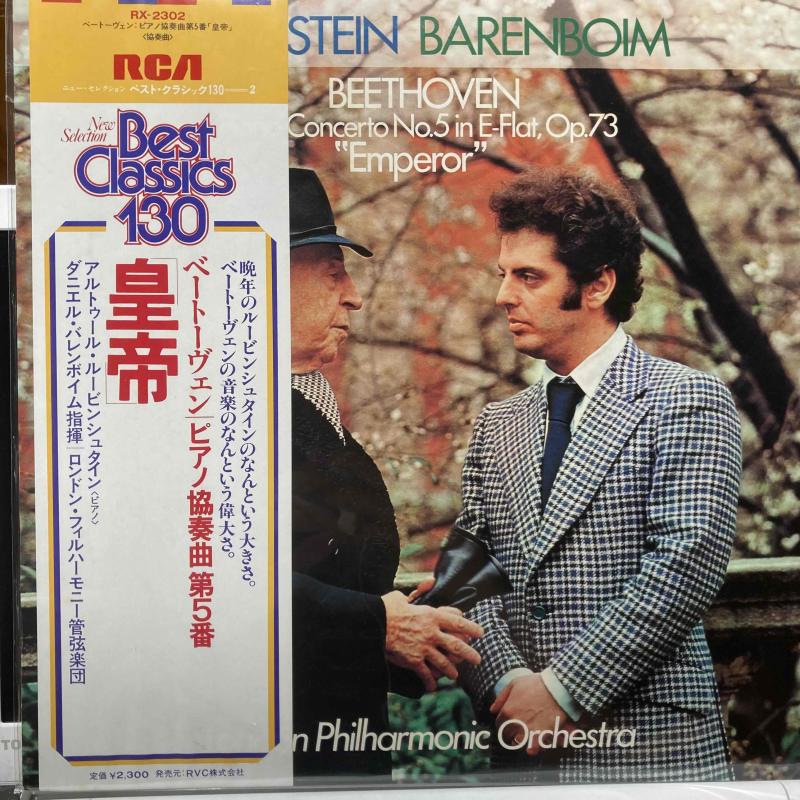 RX-2302
ベートーヴェン:ピアノ協奏曲第5番「皇帝」
〈協奏曲〉
RCA
ニュー・セレクション ベスト・クラシック130 2
New
Selection
Best
Classics
130
晩年のルービンシュタインのなんという大きさ。
ベートーヴェンの音楽のなんという偉大さ。
ベートーヴェン ピアノ協奏曲 第5番
「皇帝」
アルトゥール・ルービンシュタイン〈ピアノ〉
ダニエル・バレンボイム指揮 ロンドン・フィルハーモニー管弦楽団
定価¥2,300 発売元:RVC株式会社
STEIN BARENBOIM
BEETHOVEN
Concerto No.5 in E-Flat, Op.73
"Emperor"
n Philharmonic Orchestra
TO